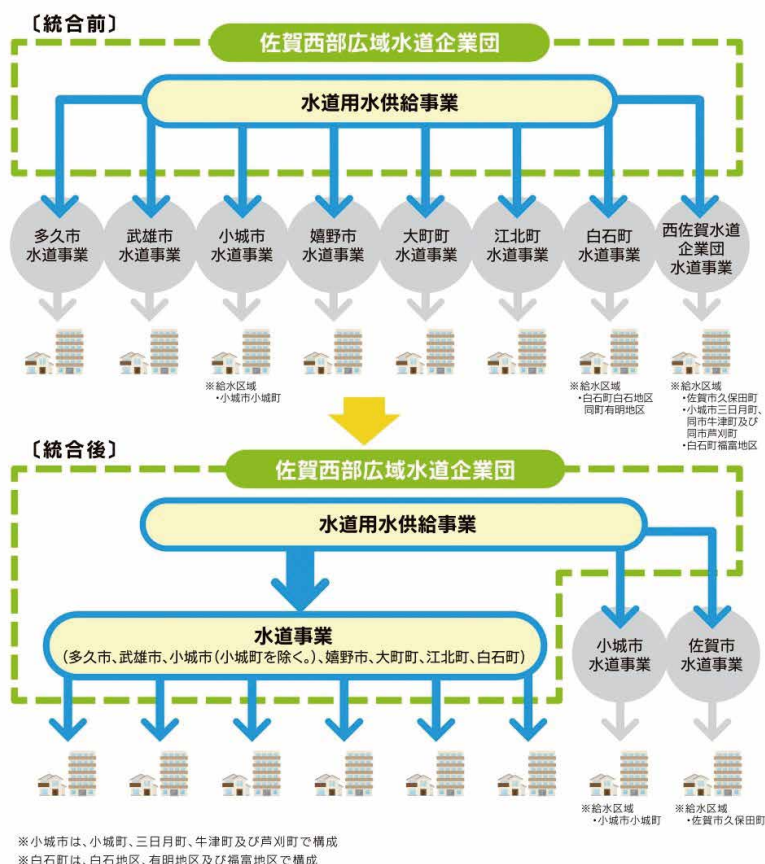 〔統合前〕
佐賀西部広域水道企業団
水道用水供給事業
多久市
水道事業
武雄市
水道事業
小城市
水道事業
嬉野市
水道事業
大町町
水道事業
江北町
水道事業
白石町
水道事業
西佐賀水道
企業団
水道事業
※給水区域
・小城市小城町
※給水区域
・白石町白石地区
同町有明地区
※給水区域
・佐賀市久保田町
・小城市三日月町、
同市牛津町及び
同市芦刈町
・白石町福富地区
〔統合後〕
佐賀西部広域水道企業団
水道用水供給事業
水道事業
(多久市、武雄市、小城市(小城町を除く。)、嬉野市、大町町、江北町、白石町)
小城市
水道事業
佐賀市
水道事業
※給水区域
・小城市小城町
※給水区域
・佐賀市久保田町
※小城市は、小城町、三日月町、牛津町及び芦刈町で構成
※白石町は、白石地区、有明地区及び福富地区で構成